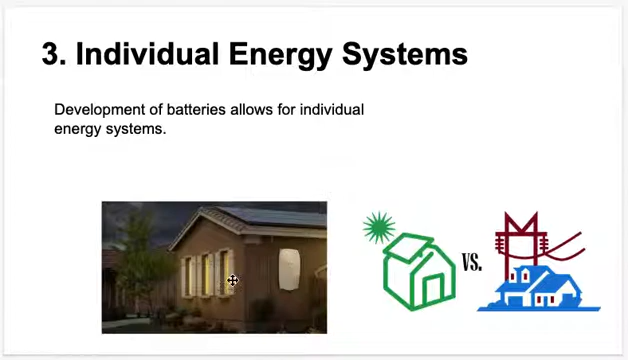 3. Individual Energy Systems
Development of batteries allows for individual
energy systems.
VS.